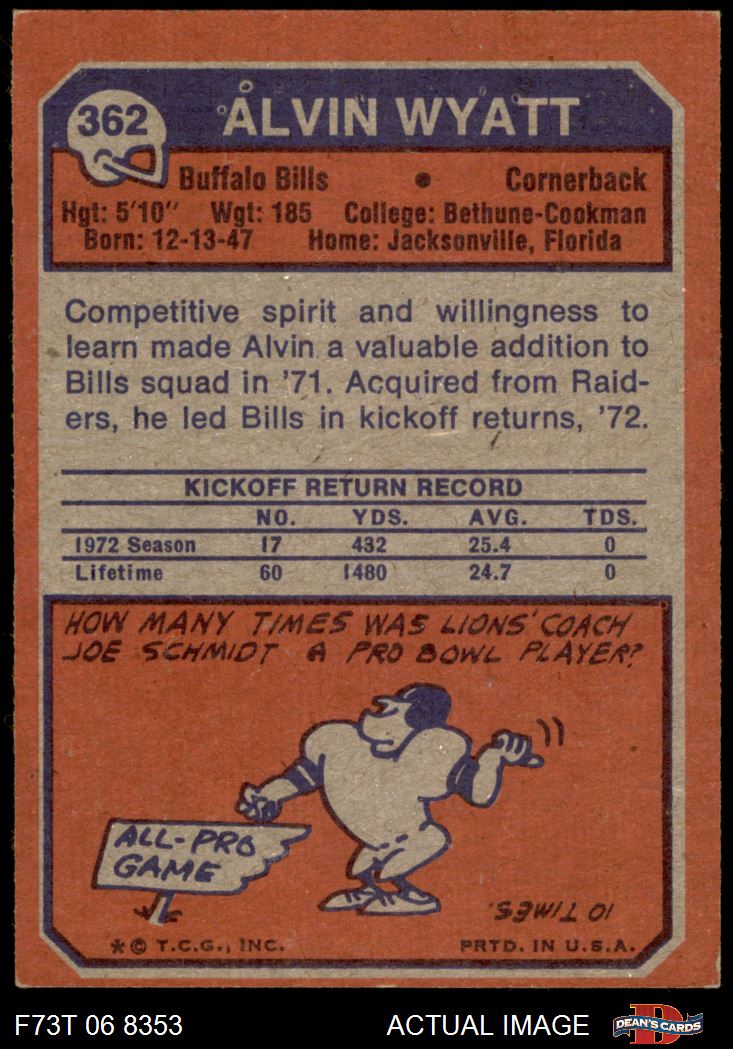 362
ALVIN WYATT
Buffalo Bills • Cornerback
Hgt: 5'10" Wgt: 185 College: Bethune-Cookman
Born: 12-13-47 Home: Jacksonville, Florida
Competitive spirit and willingness to
learn made Alvin a valuable addition to
Bills squad in '71. Acquired from Raid-
ers, he led Bills in kickoff returns, '72.
KICKOFF RETURN RECORD
NO. YDS. AVG. TDS.
1972 Season 17 432 25.4 0
Lifetime 60 1480 24.7 0
HOW MANY TIMES WAS LIONS' COACH
JOE SCHMIDT A PRO BOWL PLAYER?
ALL-PRO
GAME
10 TIMES.
* © T.C.G., INC. PRTD. IN U.S.A.
F73T 06 8353 ACTUAL IMAGE DEAN'S CARDS